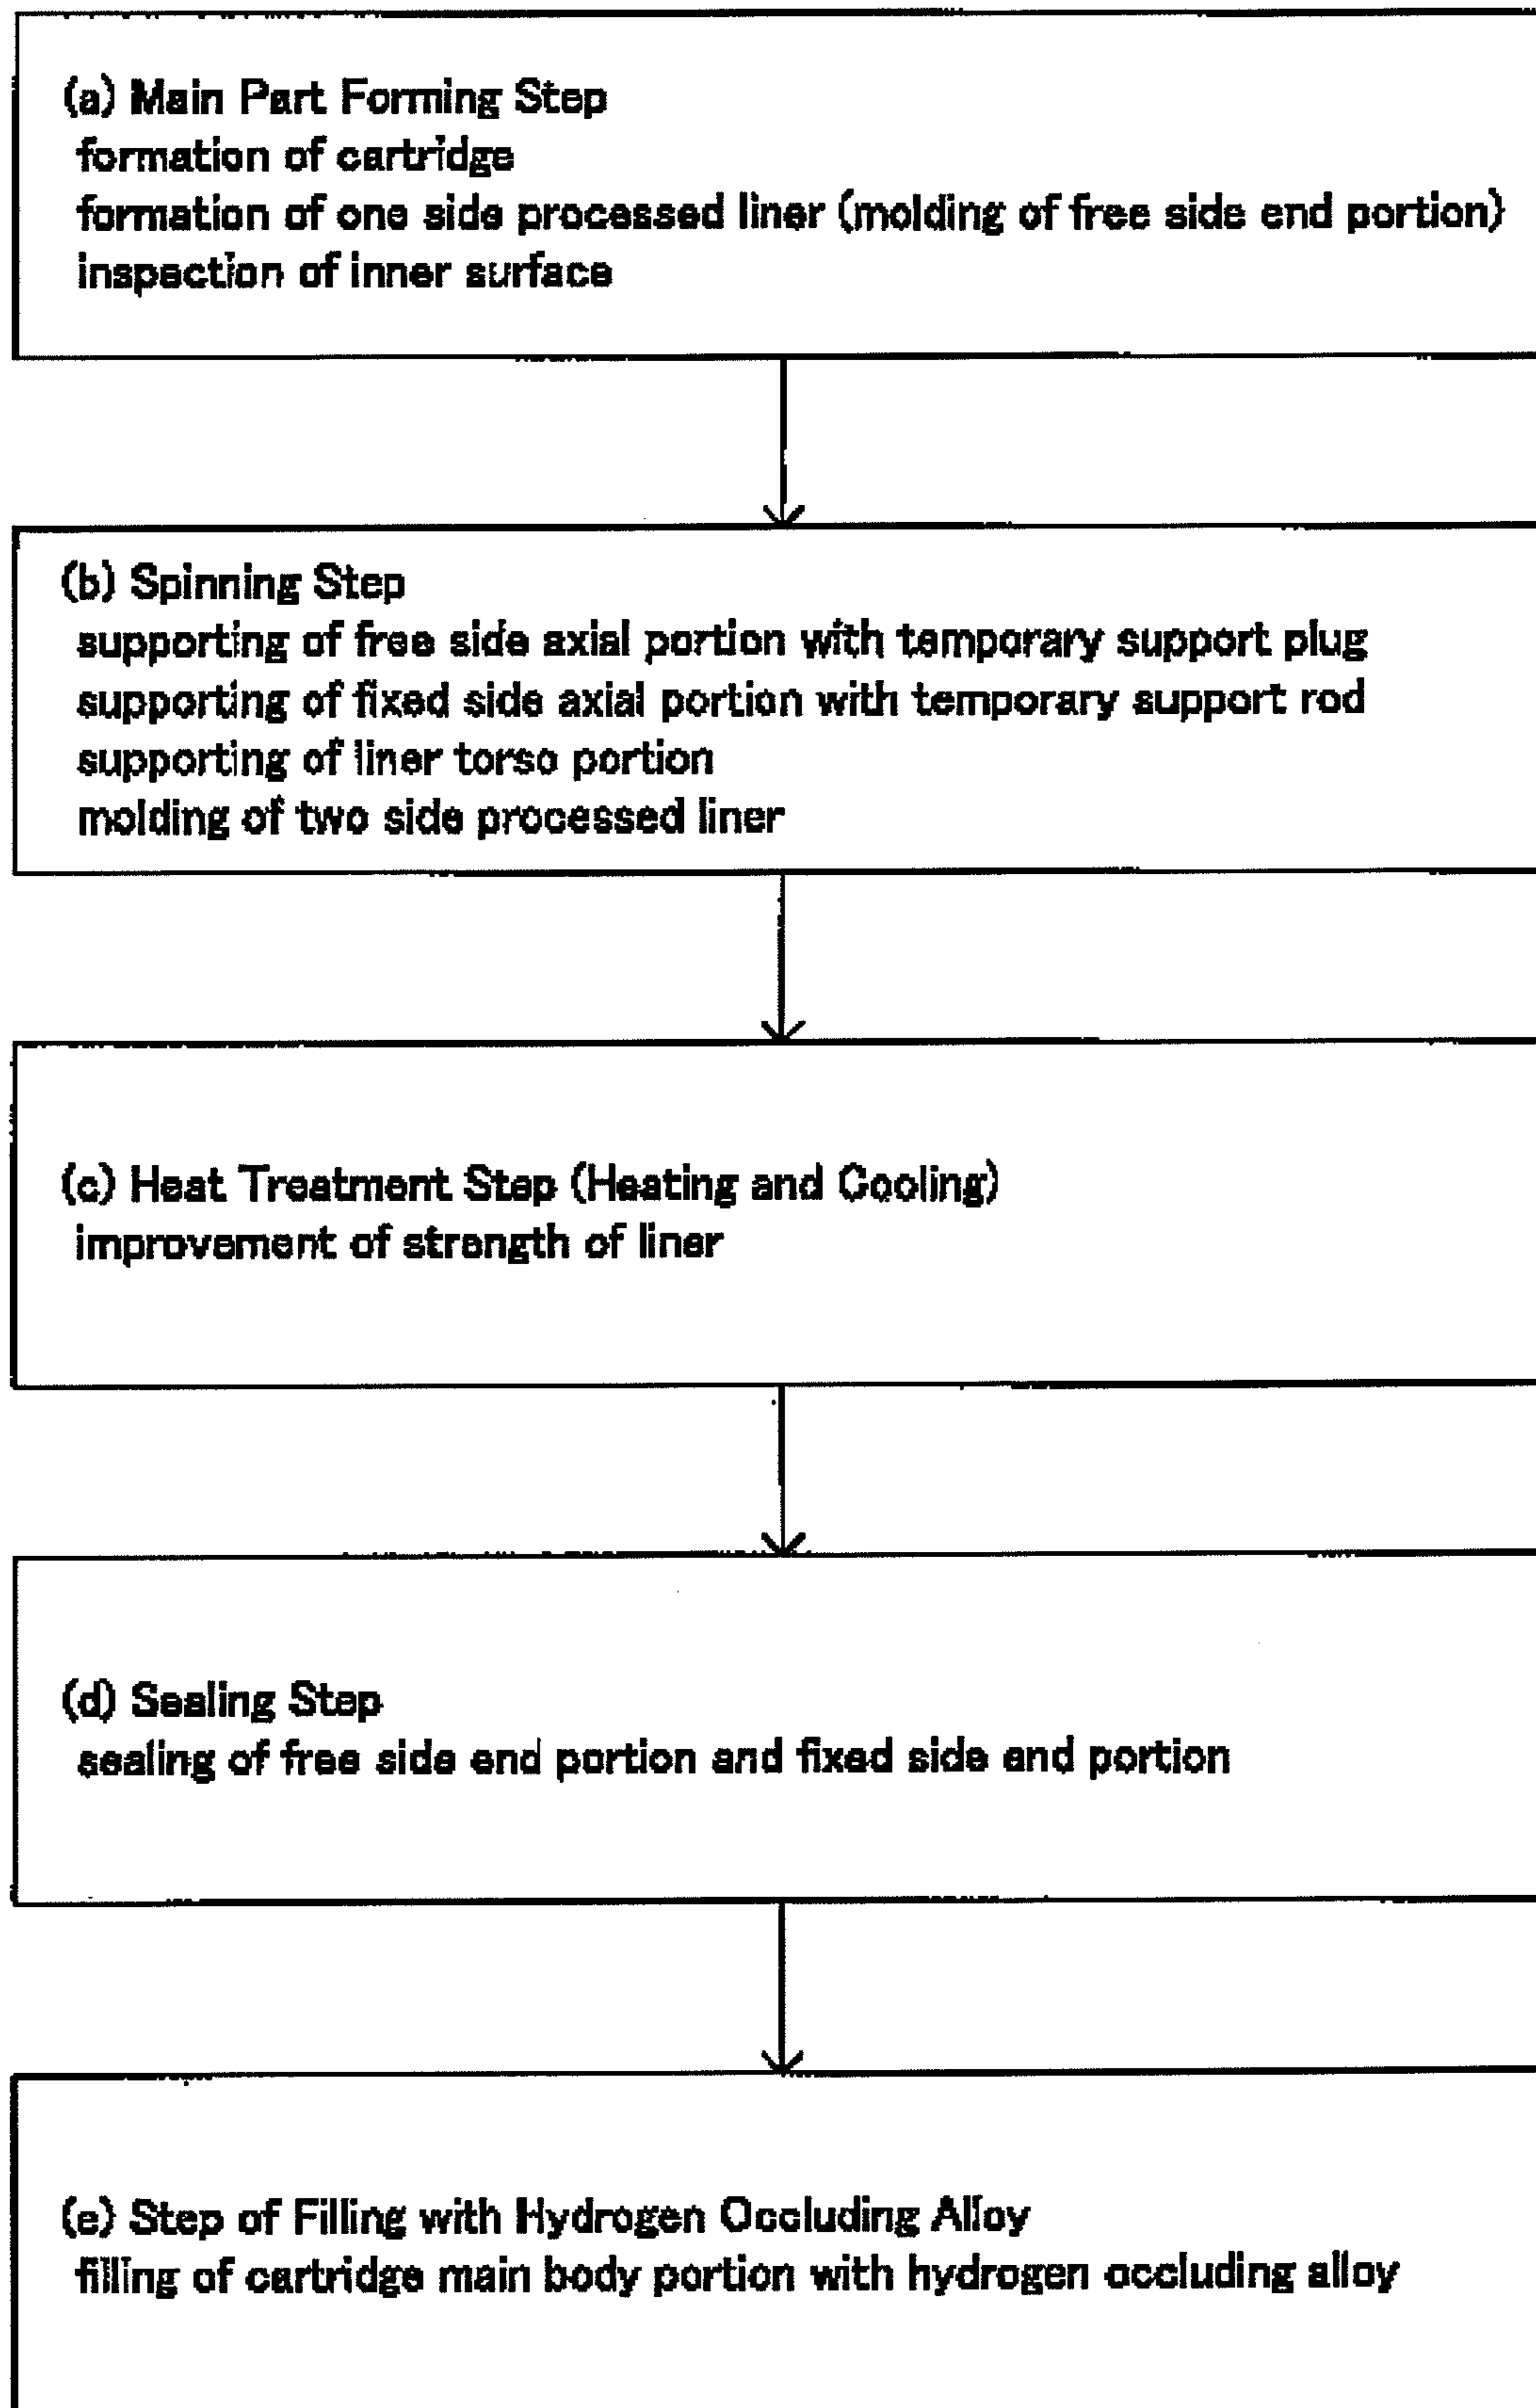 (a) Main Part Forming Step
formation of cartridge
formation of one side processed liner (molding of free side end portion)
inspection of inner surface
(b) Spinning Step
supporting of free side axial portion with temporary support plug
supporting of fixed side axial portion with temporary support rod
supporting of liner torso portion
molding of two side processed liner
(c) Heat Treatment Step (Heating and Cooling)
improvement of strength of liner
(d) Sealing Step
sealing of free side end portion and fixed side end portion
(e) Step of Filling with Hydrogen Occluding Alloy
filling of cartridge main body portion with hydrogen occluding alloy